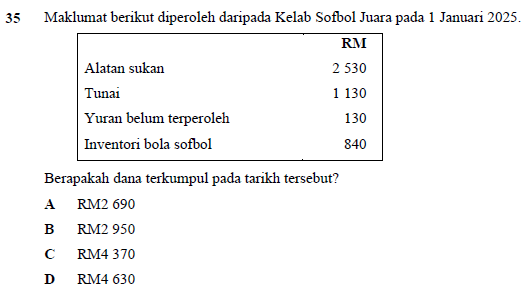 35 Maklumat berikut diperoleh daripada Kelab Sofbol Juara pada 1 Januari 2025.
RM
Alatan sukan 2 530
Tunai 1 130
Yuran belum terperoleh 130
Inventori bola sofbol 840
Berapakah dana terkumpul pada tarikh tersebut?
A RM2 690
B RM2 950
C RM4 370
D RM4 630